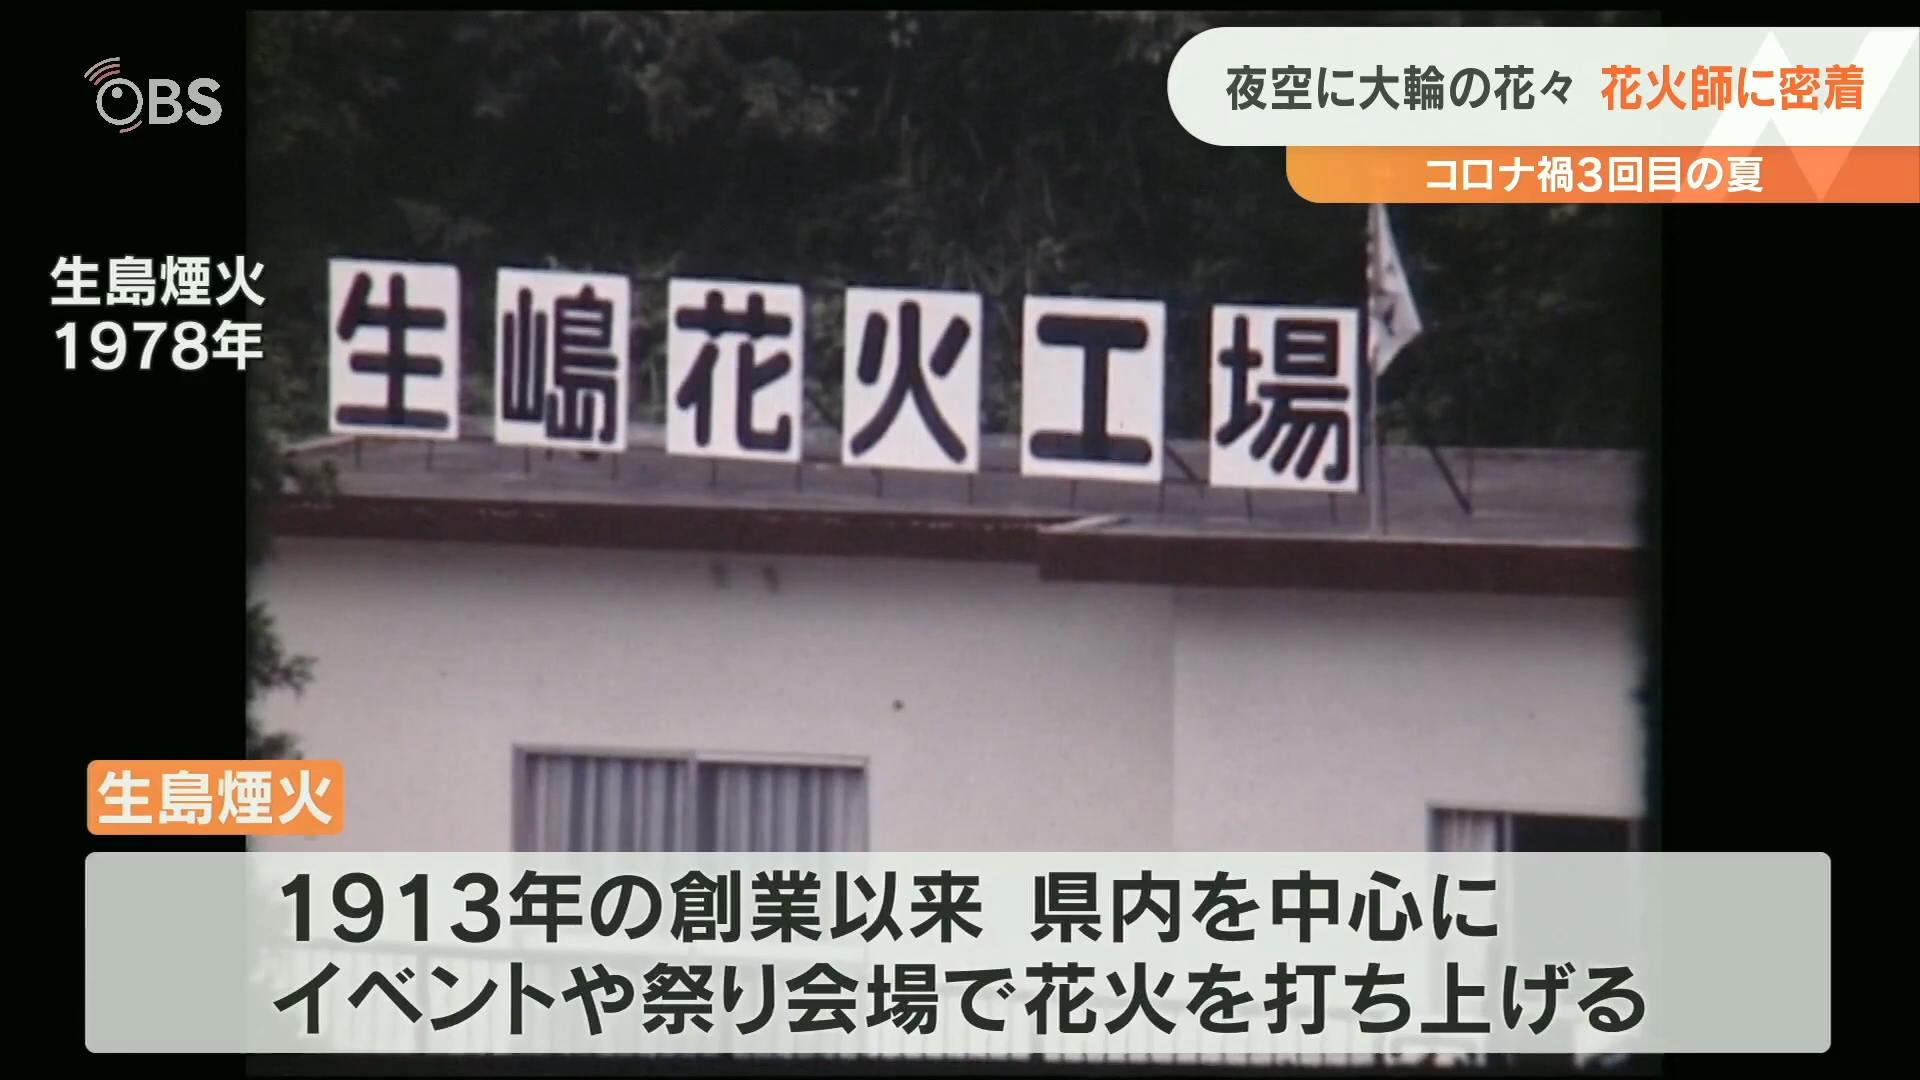 OBS
夜空に大輪の花々 花火師に密着
コロナ禍3回目の夏
生島煙火
1978年
生嶋花火工場
生島煙火
1913年の創業以来 県内を中心に
イベントや祭り会場で花火を打ち上げる